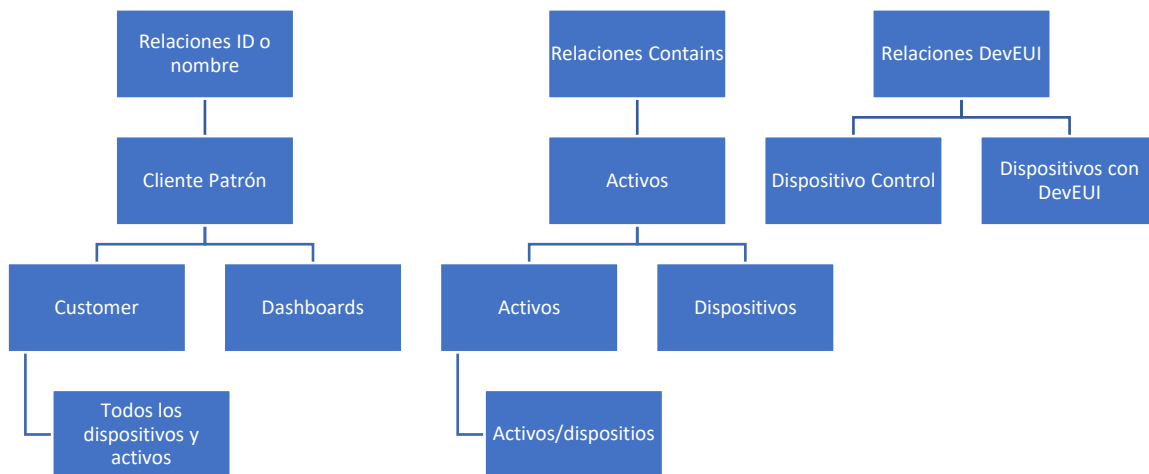 Relaciones ID o
nombre
Relaciones Contains
Relaciones DevEUI
Cliente Patrón
Activos
Dispositivo Control
Dispositivos con
DevEUI
Customer
Dashboards
Activos
Dispositivos
Todos los
dispositivos y
activos
Activos/dispositios